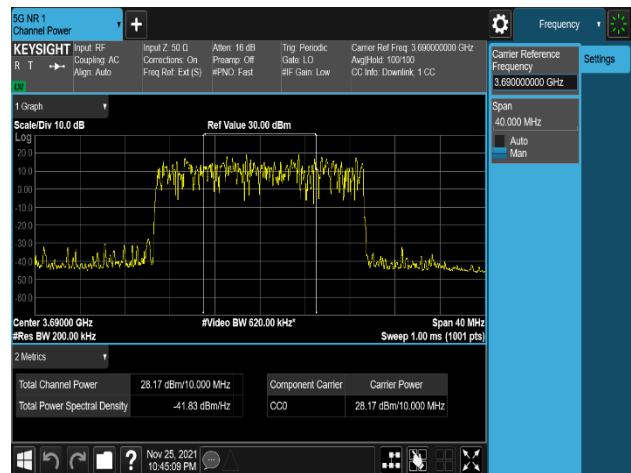 5G NR 1
Channel Power
Frequency
KEYSIGHT
R T
LW
Input: RF
Coupling: AC
Align: Auto
Input Z: 50 Ω
Corrections: On
Freq Ref: Ext (S)
Atten: 16 dB
Preamp: Off
#PNO: Fast
Trig: Periodic
Gate: LO
#IF Gain: Low
Carrier Ref Freq: 3.690000000 GHz
Avg|Hold: 100/100
CC Info: Downlink, 1 CC
Carrier Reference
Frequency
3.690000000 GHz
Settings
Span
40.000 MHz
Auto
Man
1 Graph
Scale/Div 10.0 dB
Ref Value 30.00 dBm
Log
20.0
10.0
0.00
-10.0
-20.0
-30.0
-40.0
-50.0
-60.0
Center 3.69000 GHz
#Video BW 620.00 kHz*
Span 40 MHz
#Res BW 200.00 kHz
Sweep 1.00 ms (1001 pts)
2 Metrics
Total Channel Power
28.17 dBm/10.000 MHz
Total Power Spectral Density
-41.83 dBm/Hz
Component Carrier
Carrier Power
CC0
28.17 dBm/10.000 MHz
?
Nov 25, 2021
10:45:09 PM